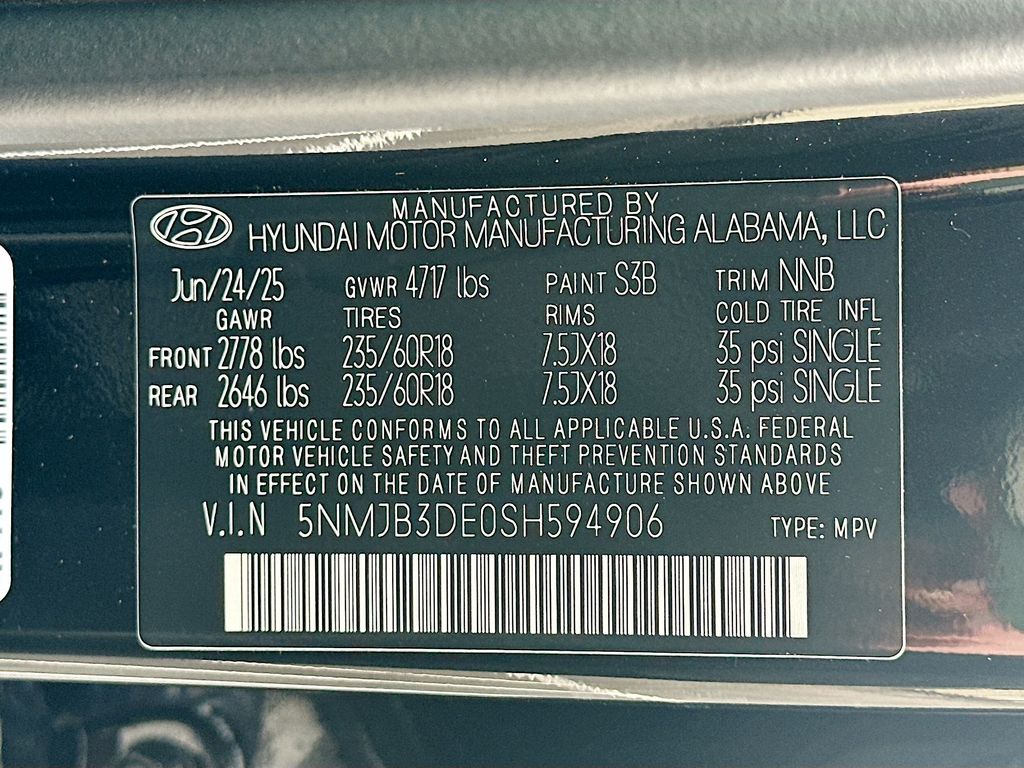 MANUFACTURED BY
HYUNDAI MOTOR MANUFACTURING ALABAMA, LLC
Jun/24/25 GVWR 4717 lbs PAINT S3B TRIM NNB
GAWR TIRES RIMS COLD TIRE INFL
FRONT 2778 lbs 235/60R18 7.5JX18 35 psi SINGLE
REAR 2646 lbs 235/60R18 7.5JX18 35 psi SINGLE
THIS VEHICLE CONFORMS TO ALL APPLICABLE U.S.A. FEDERAL
MOTOR VEHICLE SAFETY AND THEFT PREVENTION STANDARDS
IN EFFECT ON THE DATE OF MANUFACTURE SHOWN ABOVE
V.I.N 5NMJB3DE0SH594906 TYPE: MPV